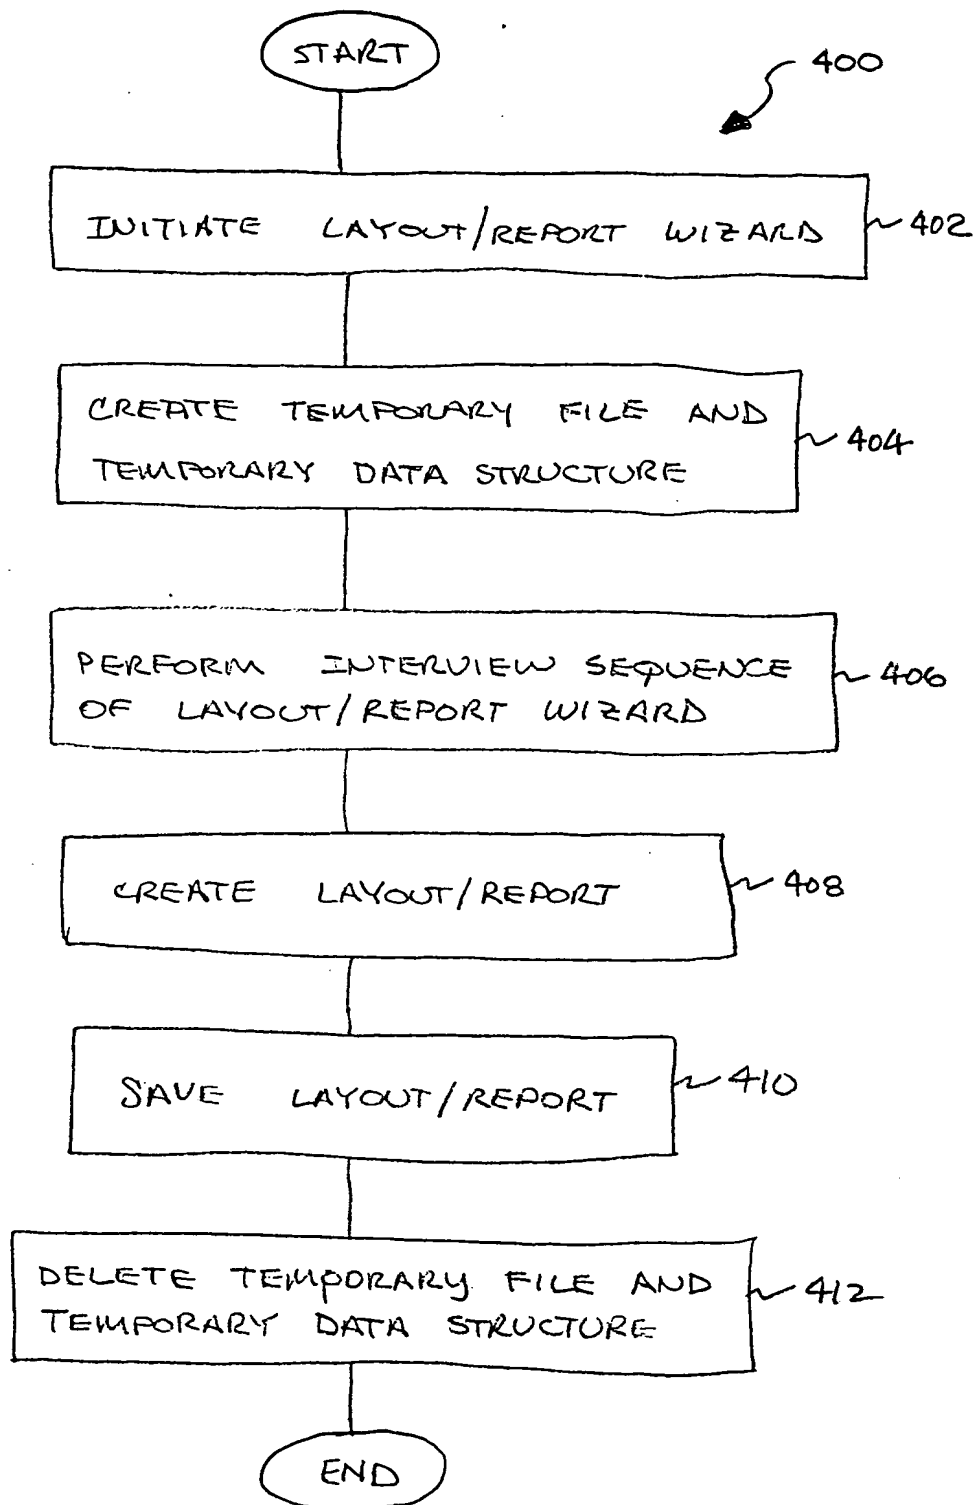 START
400
INITIATE LAYOUT/REPORT WIZARD
402
CREATE TEMPORARY FILE AND
TEMPORARY DATA STRUCTURE
404
PERFORM INTERVIEW SEQUENCE
OF LAYOUT/REPORT WIZARD
406
CREATE LAYOUT/REPORT
408
SAVE LAYOUT/REPORT
410
DELETE TEMPORARY FILE AND
TEMPORARY DATA STRUCTURE
412
END